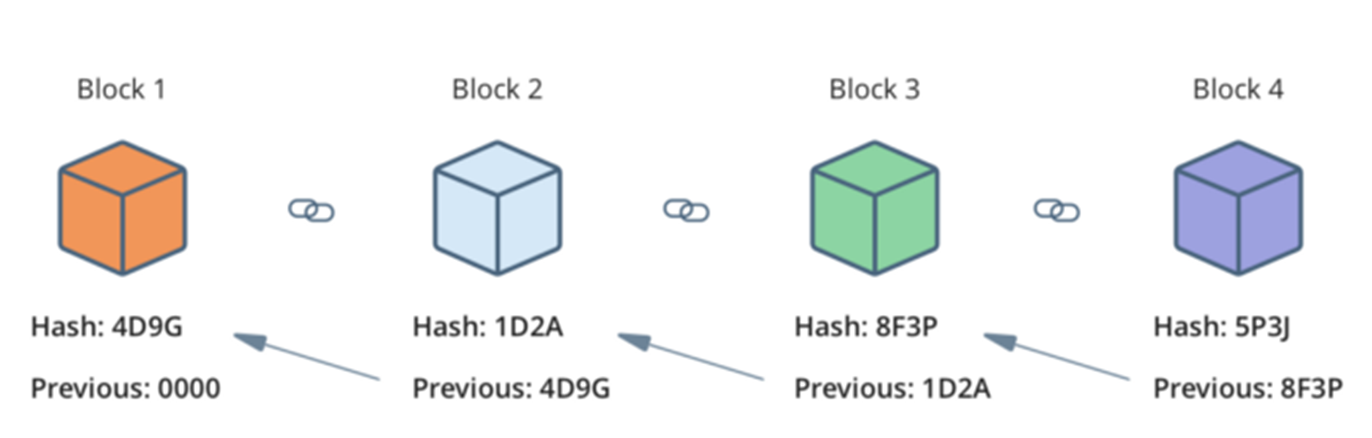 Block 1
Block 2
Block 3
Block 4
Hash: 4D9G
Hash: 1D2A
Hash: 8F3P
Hash: 5P3J
Previous: 0000
Previous: 4D9G
Previous: 1D2A
Previous: 8F3P